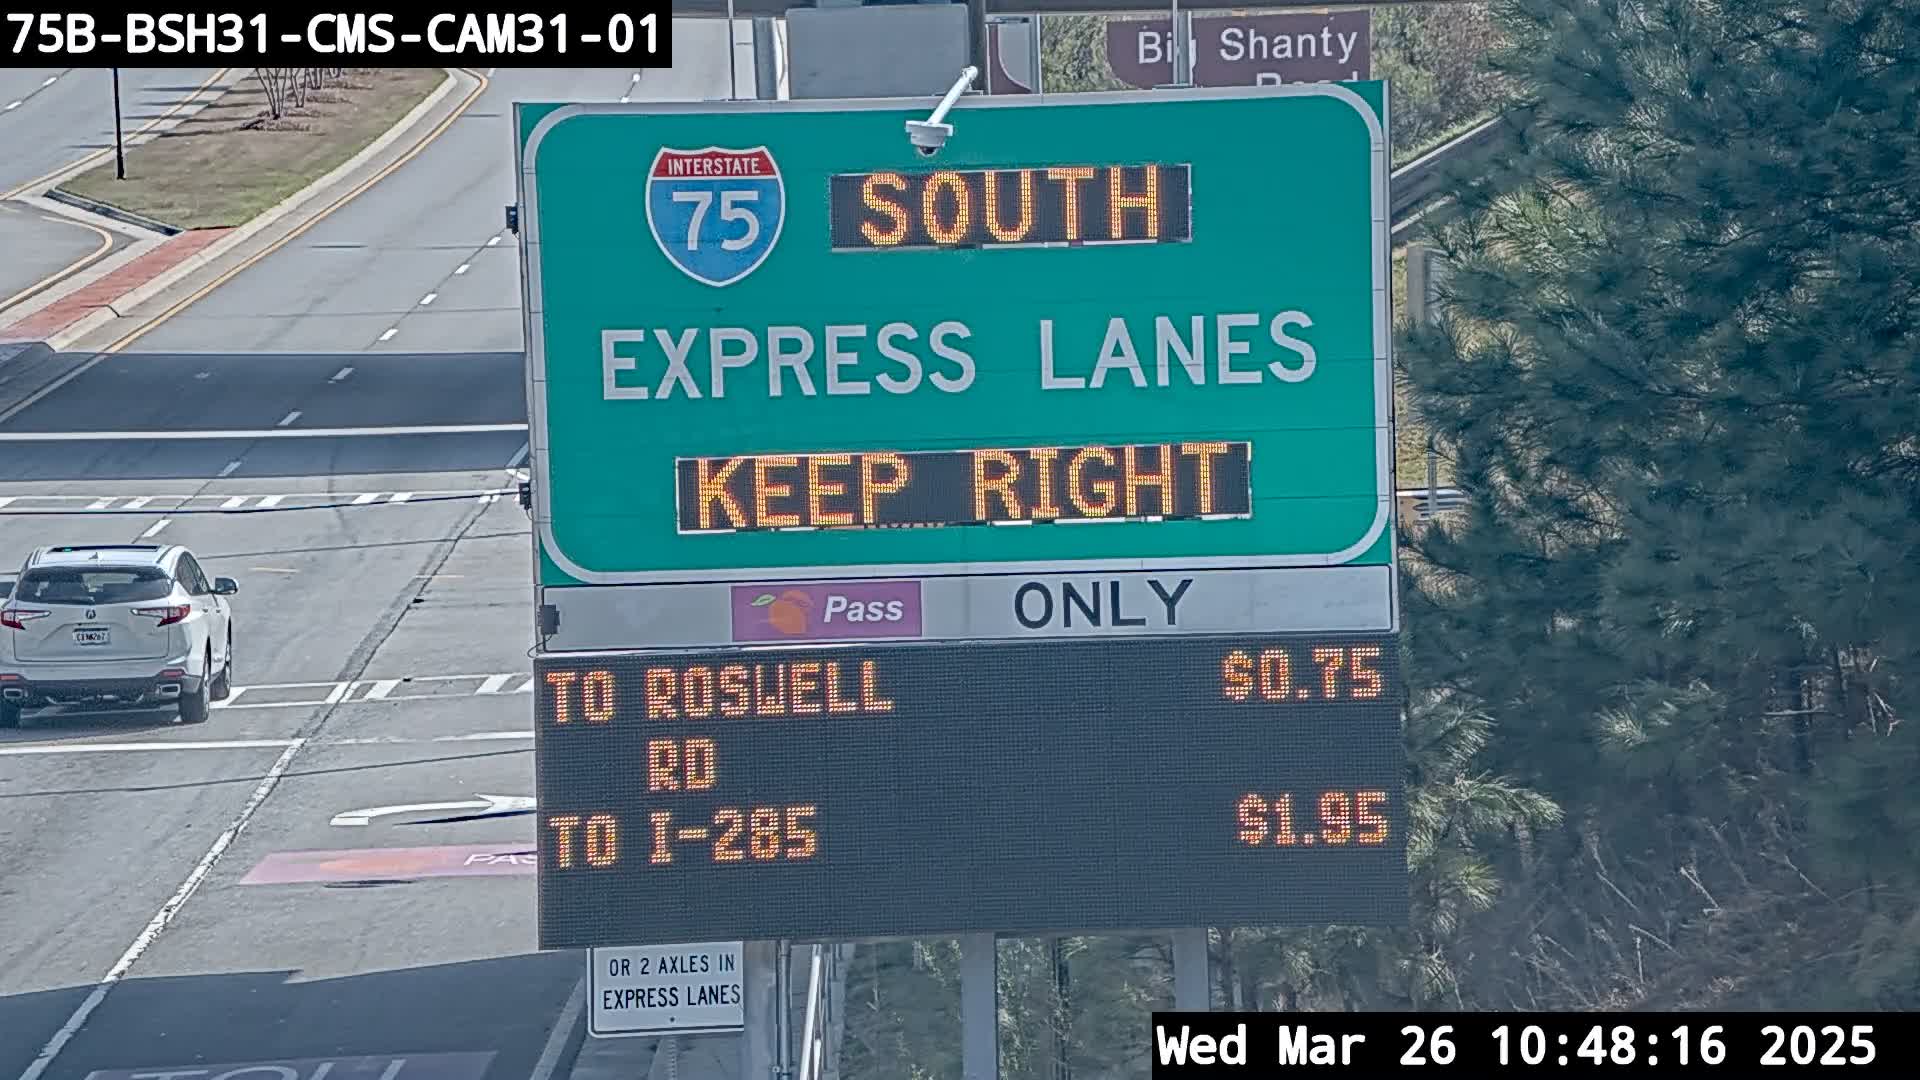 75B-BSH31-CMS-CAM31-01
Big Shanty
Road
INTERSTATE
75
SOUTH
EXPRESS LANES
KEEP RIGHT
Pass ONLY
TO ROSWELL $0.75
RD
TO I-285 $1.95
OR 2 AXLES IN
EXPRESS LANES
TOLL
Wed Mar 26 10:48:16 2025